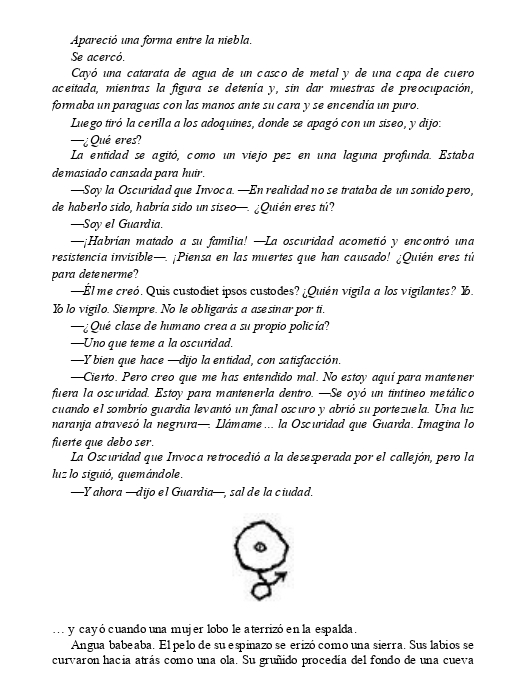 Apareció una forma entre la niebla.
Se acercó.
Cayó una catarata de agua de un casco de metal y de una capa de cuero
aceitada, mientras la figura se detenía y, sin dar muestras de preocupación,
formaba un paraguas con las manos ante su cara y se encendía un puro.
Luego tiró la cerilla a los adoquines, donde se apagó con un siseo, y dijo:
—¿Qué eres?
La entidad se agitó, como un viejo pez en una laguna profunda. Estaba
demasiado cansada para huir.
—Soy la Oscuridad que Invoca. —En realidad no se trataba de un sonido pero,
de haberlo sido, habría sido un siseo—. ¿Quién eres tú?
—Soy el Guardia.
—¡Habrían matado a su familia! —La oscuridad acometió y encontró una
resistencia invisible—. ¡Piensa en las muertes que han causado! ¿Quién eres tú
para detenerme?
—Él me creó. Quis custodiet ipsos custodes? ¿Quién vigila a los vigilantes? Yo.
Yo lo vigilo. Siempre. No le obligarás a asesinar por ti.
—¿Qué clase de humano crea a su propio policía?
—Uno que teme a la oscuridad.
—Y bien que hace —dijo la entidad, con satisfacción.
—Cierto. Pero creo que me has entendido mal. No estoy aquí para mantener
fuera la oscuridad. Estoy para mantenerla dentro. —Se oyó un tintineo metálico
cuando el sombrío guardia levantó un fanal oscuro y abrió su portezuela. Una luz
naranja atravesó la negrura—. Llámame… la Oscuridad que Guarda. Imagina lo
fuerte que debo ser.
La Oscuridad que Invoca retrocedió a la desesperada por el callejón, pero la
luz lo siguió, quemándole.
—Y ahora —dijo el Guardia—, sal de la ciudad.
… y cayó cuando una mujer lobo le aterrizó en la espalda.
Angua babeaba. El pelo de su espinazo se erizó como una sierra. Sus labios se
curvaron hacia atrás como una ola. Su gruñido procedía del fondo de una cueva